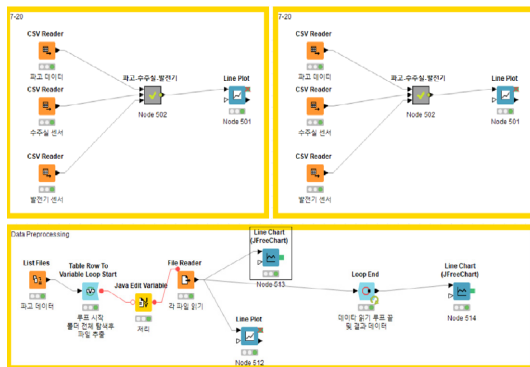 7-20
CSV Reader
파고 데이터
CSV Reader
수주실 센서
CSV Reader
발전기 센서
파고-수주실-발전기
Node 502
Line Plot
Node 501
7-20
CSV Reader
파고 데이터
CSV Reader
수주실 센서
CSV Reader
발전기 센서
파고-수주실-발전기
Node 502
Line Plot
Node 501
Data Preprocessing
List Files
파고 데이터
Table Row To
Variable Loop Start
루프 시작
폴더 전체 탐색후
파일 추출
Java Edit Variable
처리
File Reader
각 파일 읽기
Line Chart
(JFreeChart)
Node 513
Line Plot
Node 512
Loop End
데이터 읽기 루프 끝
및 결과 데이터
Line Chart
(JFreeChart)
Node 514